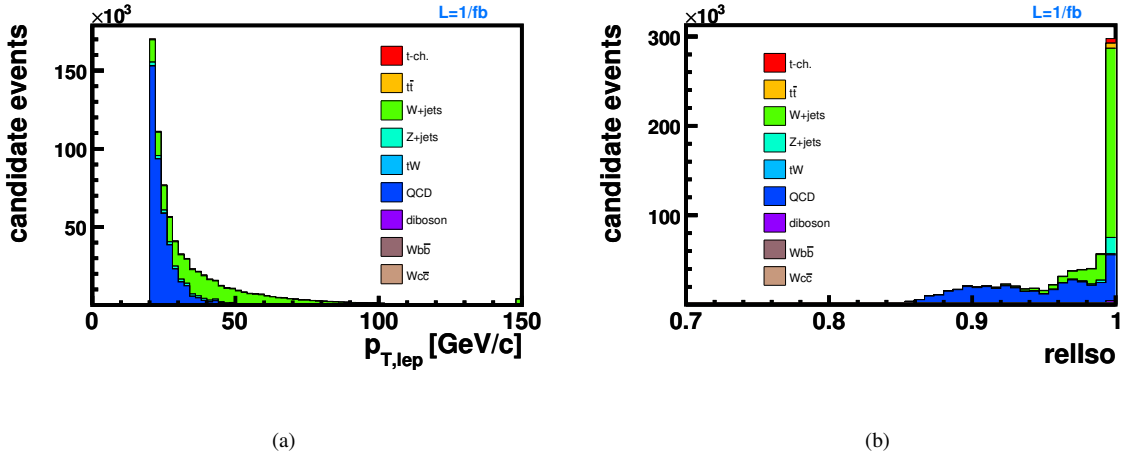 ×10³
L=1/fb
candidate events
150
100
50
t-ch.
tt̄
W+jets
Z+jets
tW
QCD
diboson
Wbb̄
Wcc̄
0 50 100 150
p_T,lep [GeV/c]
(a)
×10³
L=1/fb
candidate events
300
200
100
t-ch.
tt̄
W+jets
Z+jets
tW
QCD
diboson
Wbb̄
Wcc̄
0.7 0.8 0.9 1
relIso
(b)